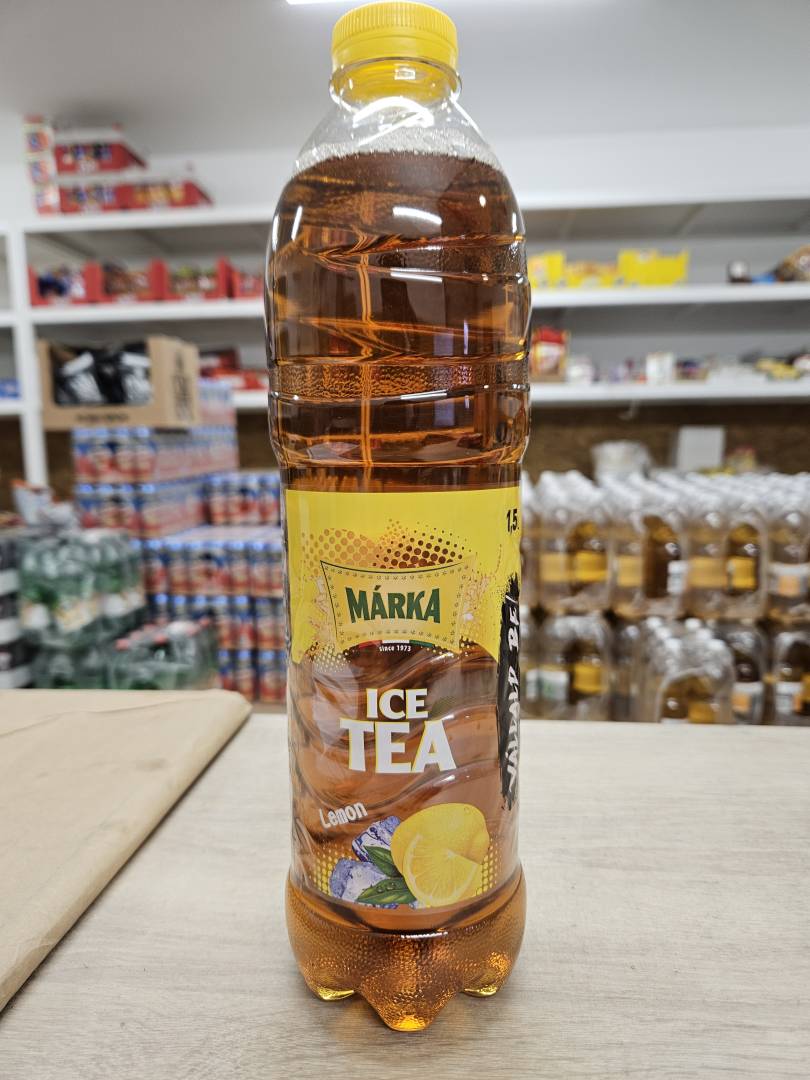 1.5
MÁRKA
since 1973
ICE
TEA
Lemon